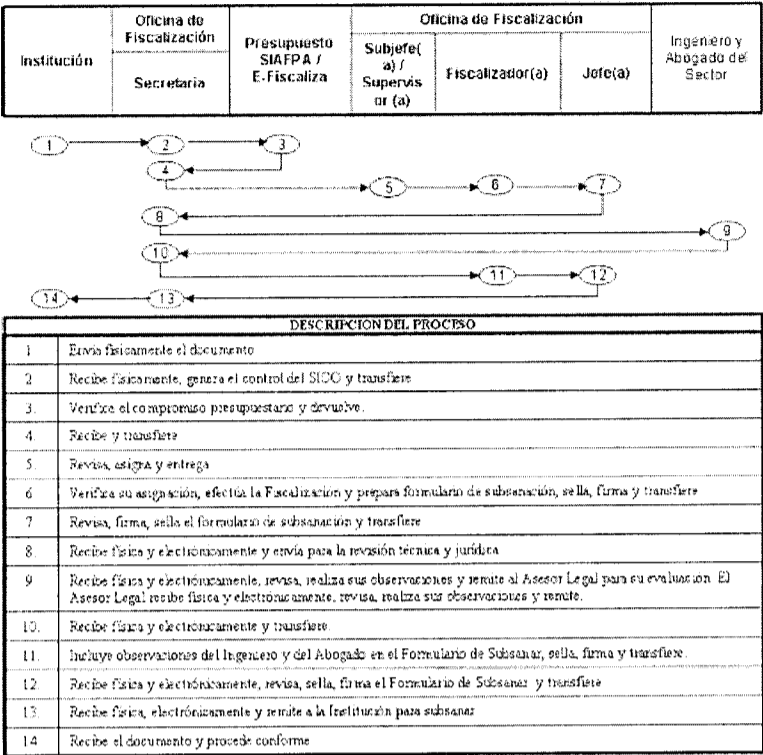 Institución
Oficina de
Fiscalización
Secretaria
Presupuesto
SIAFPA /
E-Fiscaliza
Oficina de Fiscalización
Subjefe(
a) /
Supervis
or (a)
Fiscalizador(a)
Jefe(a)
Ingeniero y
Abogado del
Sector
1
2
3
4
5
6
7
8
9
10
11
12
14
13
DESCRIPCION DEL PROCESO
1 Envía físicamente el documento
2 Recibe físicamente, genera el control del SICO y transfiere
3. Verifica el compromiso presupuestario y devuelve.
4. Recibe y transfiere
5. Revisa, asigna y entrega
6 Verifica su asignación, efectúa la Fiscalización y prepara formulario de subsanación, sella, firma y transfiere
7 Revisa, firma, sella el formulario de subsanación y transfiere
8. Recibe física y electrónicamente y envía para la revisión técnica y jurídica
9 Recibe física y electrónicamente, revisa, realiza sus observaciones y remite al Asesor Legal para su evaluación. El
Asesor Legal recibe física y electrónicamente, revisa, realiza sus observaciones y remite.
10. Recibe física y electrónicamente y transfiere.
11. Incluye observaciones del Ingeniero y del Abogado en el Formulario de Subsanar, sella, firma y transfiere.
12. Recibe física y electrónicamente, revisa, sella, firma el Formulario de Subsanar y transfiere
13. Recibe física, electrónicamente y remite a la Institución para subsanar
14 Recibe el documento y procede conforme